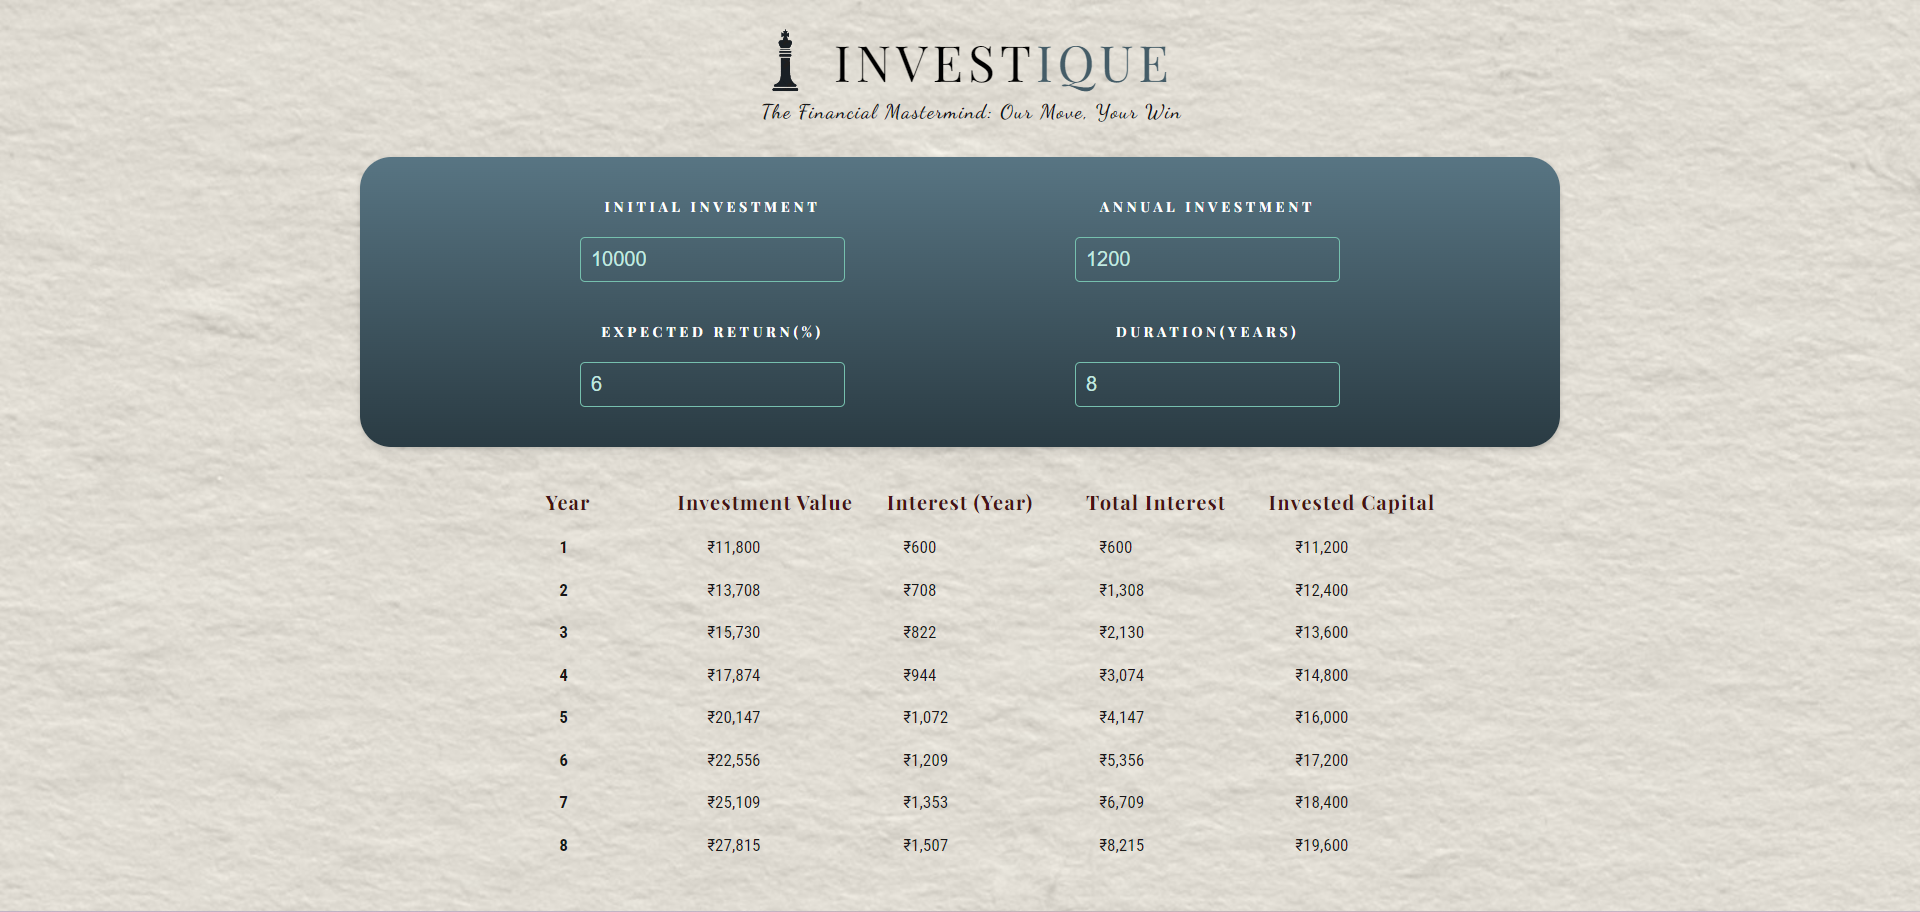 INVESTIQUE
The Financial Mastermind: Our Move, Your Win
INITIAL INVESTMENT ANNUAL INVESTMENT
10000 1200
EXPECTED RETURN(%) DURATION(YEARS)
6 8
Year Investment Value Interest (Year) Total Interest Invested Capital
1 ₹11,800 ₹600 ₹600 ₹11,200
2 ₹13,708 ₹708 ₹1,308 ₹12,400
3 ₹15,730 ₹822 ₹2,130 ₹13,600
4 ₹17,874 ₹944 ₹3,074 ₹14,800
5 ₹20,147 ₹1,072 ₹4,147 ₹16,000
6 ₹22,556 ₹1,209 ₹5,356 ₹17,200
7 ₹25,109 ₹1,353 ₹6,709 ₹18,400
8 ₹27,815 ₹1,507 ₹8,215 ₹19,600